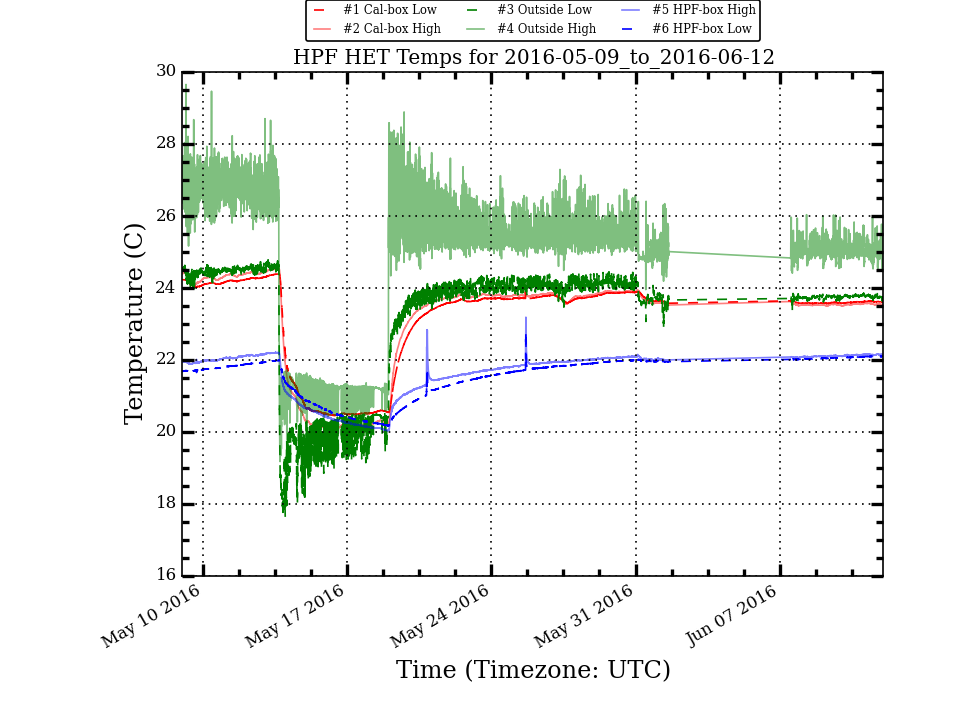 #1 Cal-box Low #3 Outside Low #5 HPF-box High
#2 Cal-box High #4 Outside High #6 HPF-box Low
HPF HET Temps for 2016-05-09_to_2016-06-12
30
28
26
24
22
20
18
16
Temperature (C)
May 10 2016 May 17 2016 May 24 2016 May 31 2016 Jun 07 2016
Time (Timezone: UTC)